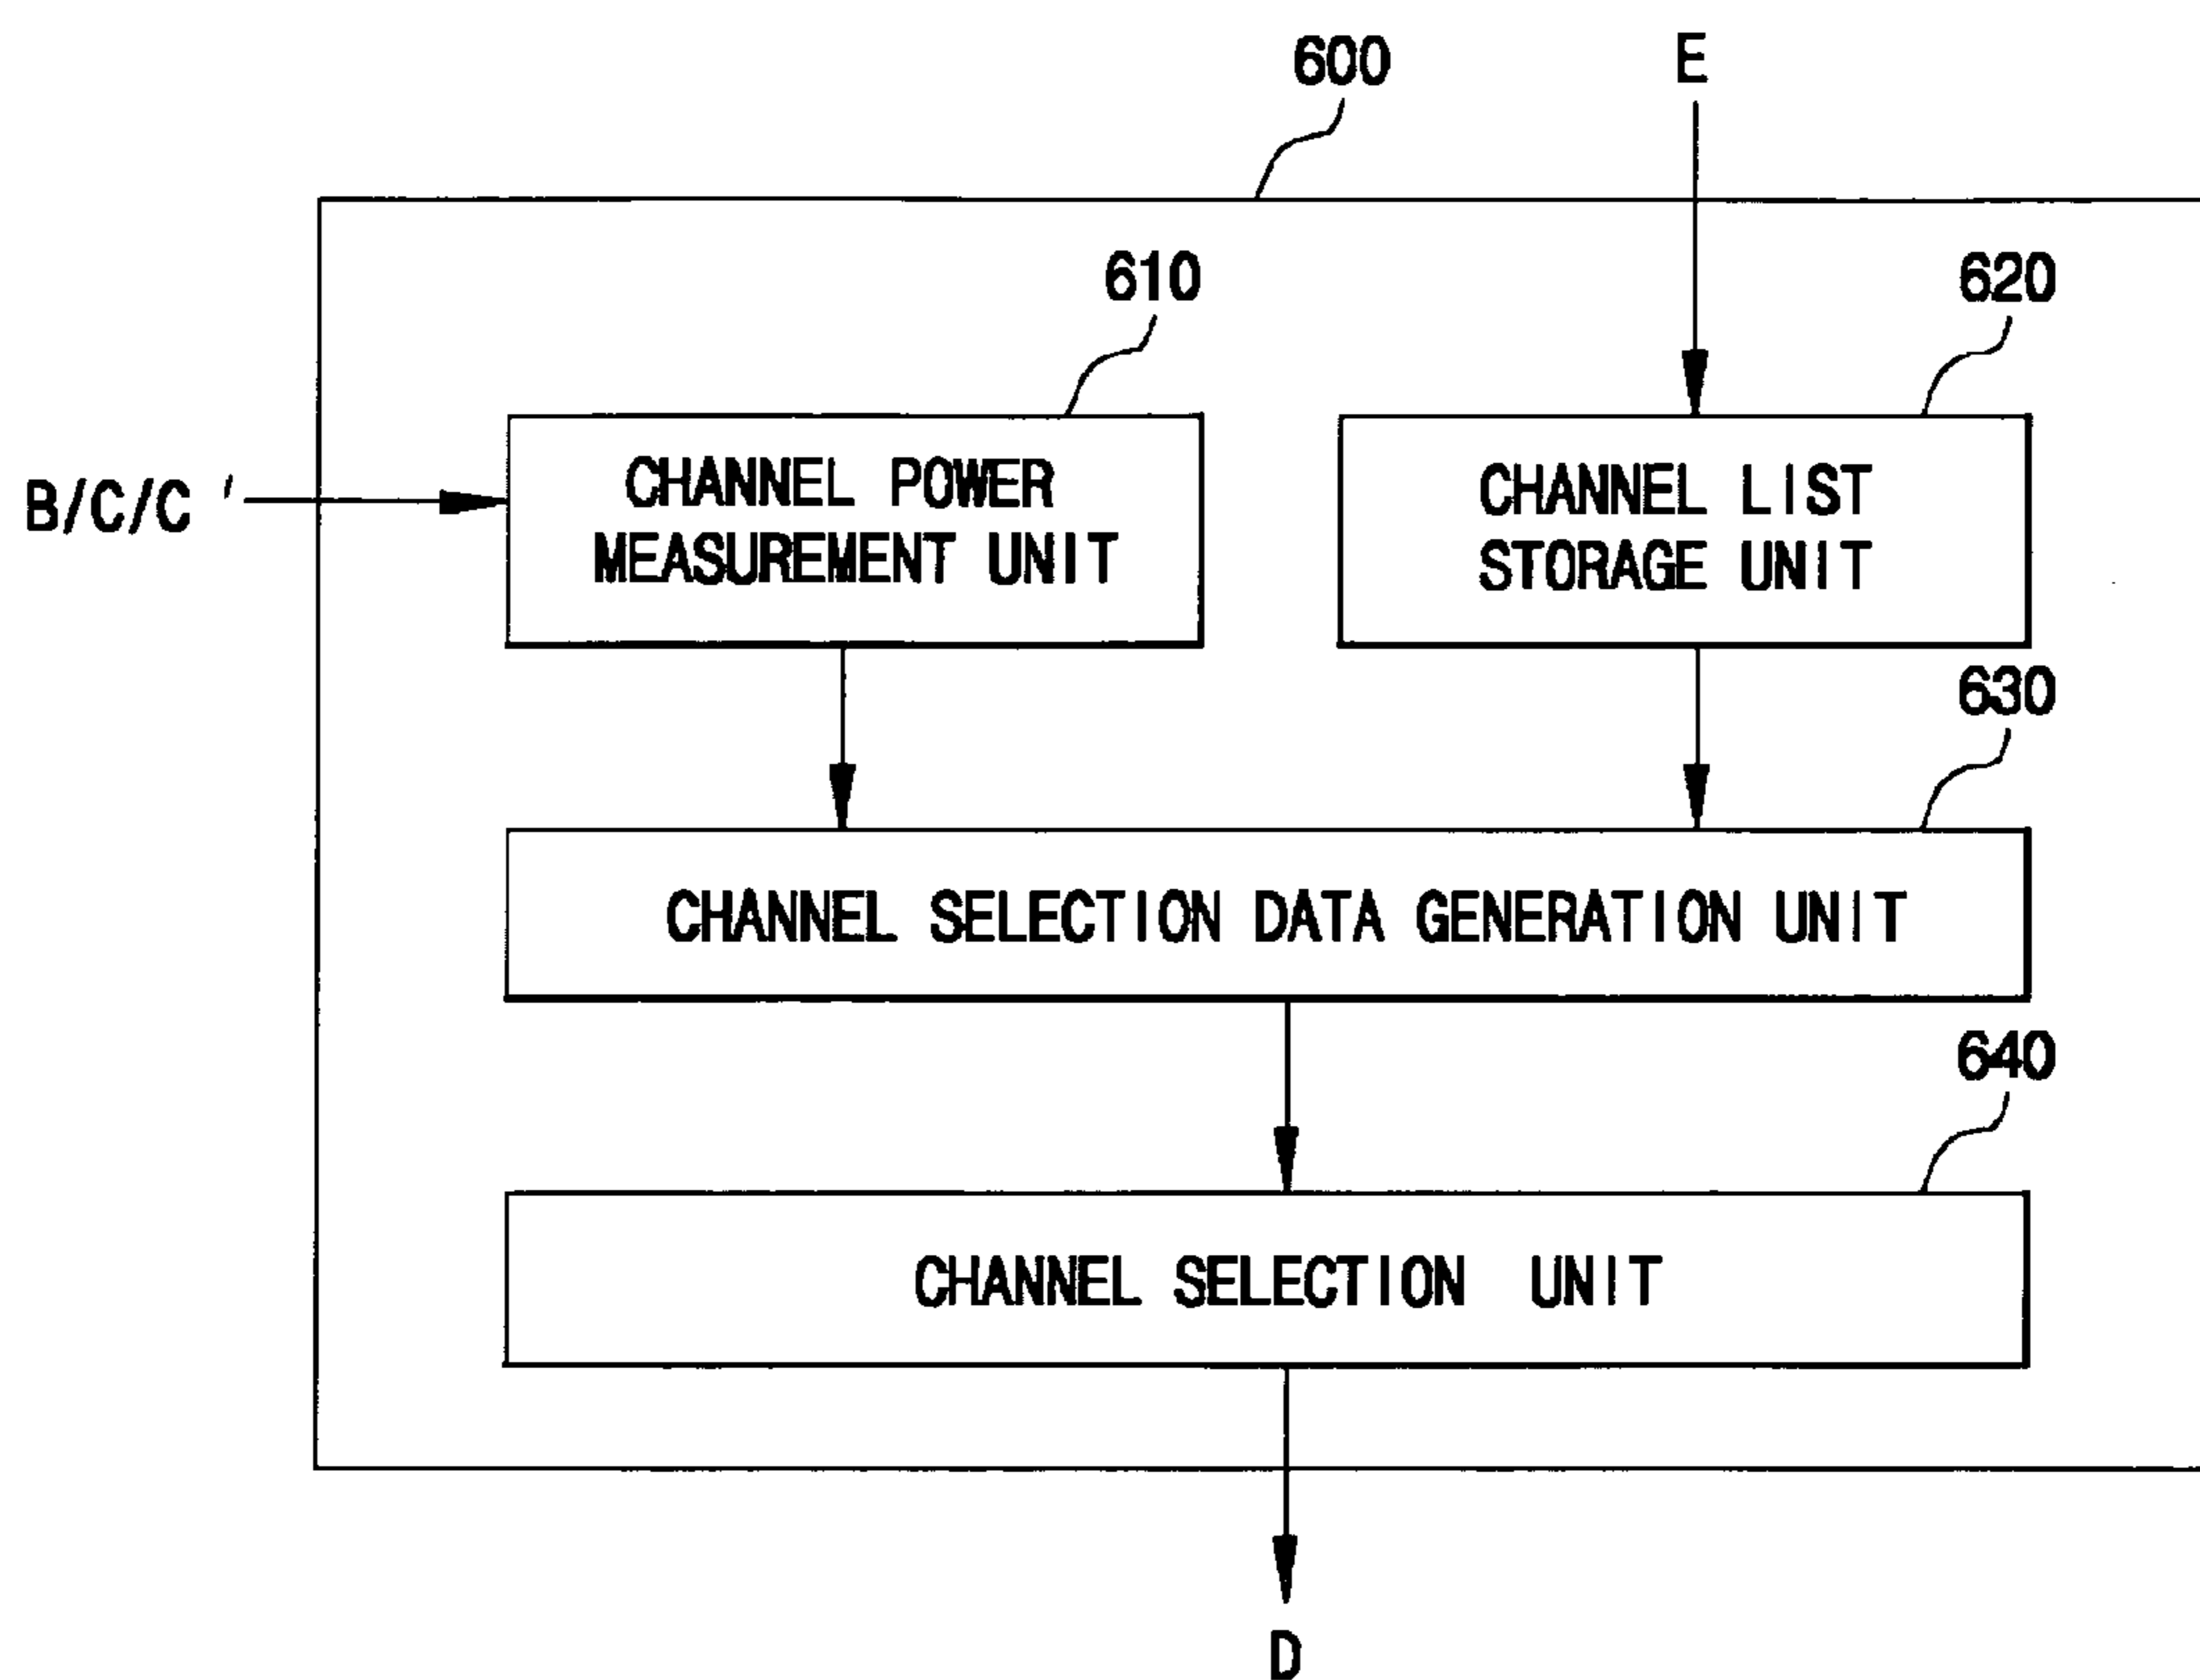 600
E
610
620
B/C/C '
CHANNEL POWER
MEASUREMENT UNIT
CHANNEL LIST
STORAGE UNIT
630
CHANNEL SELECTION DATA GENERATION UNIT
640
CHANNEL SELECTION UNIT
D